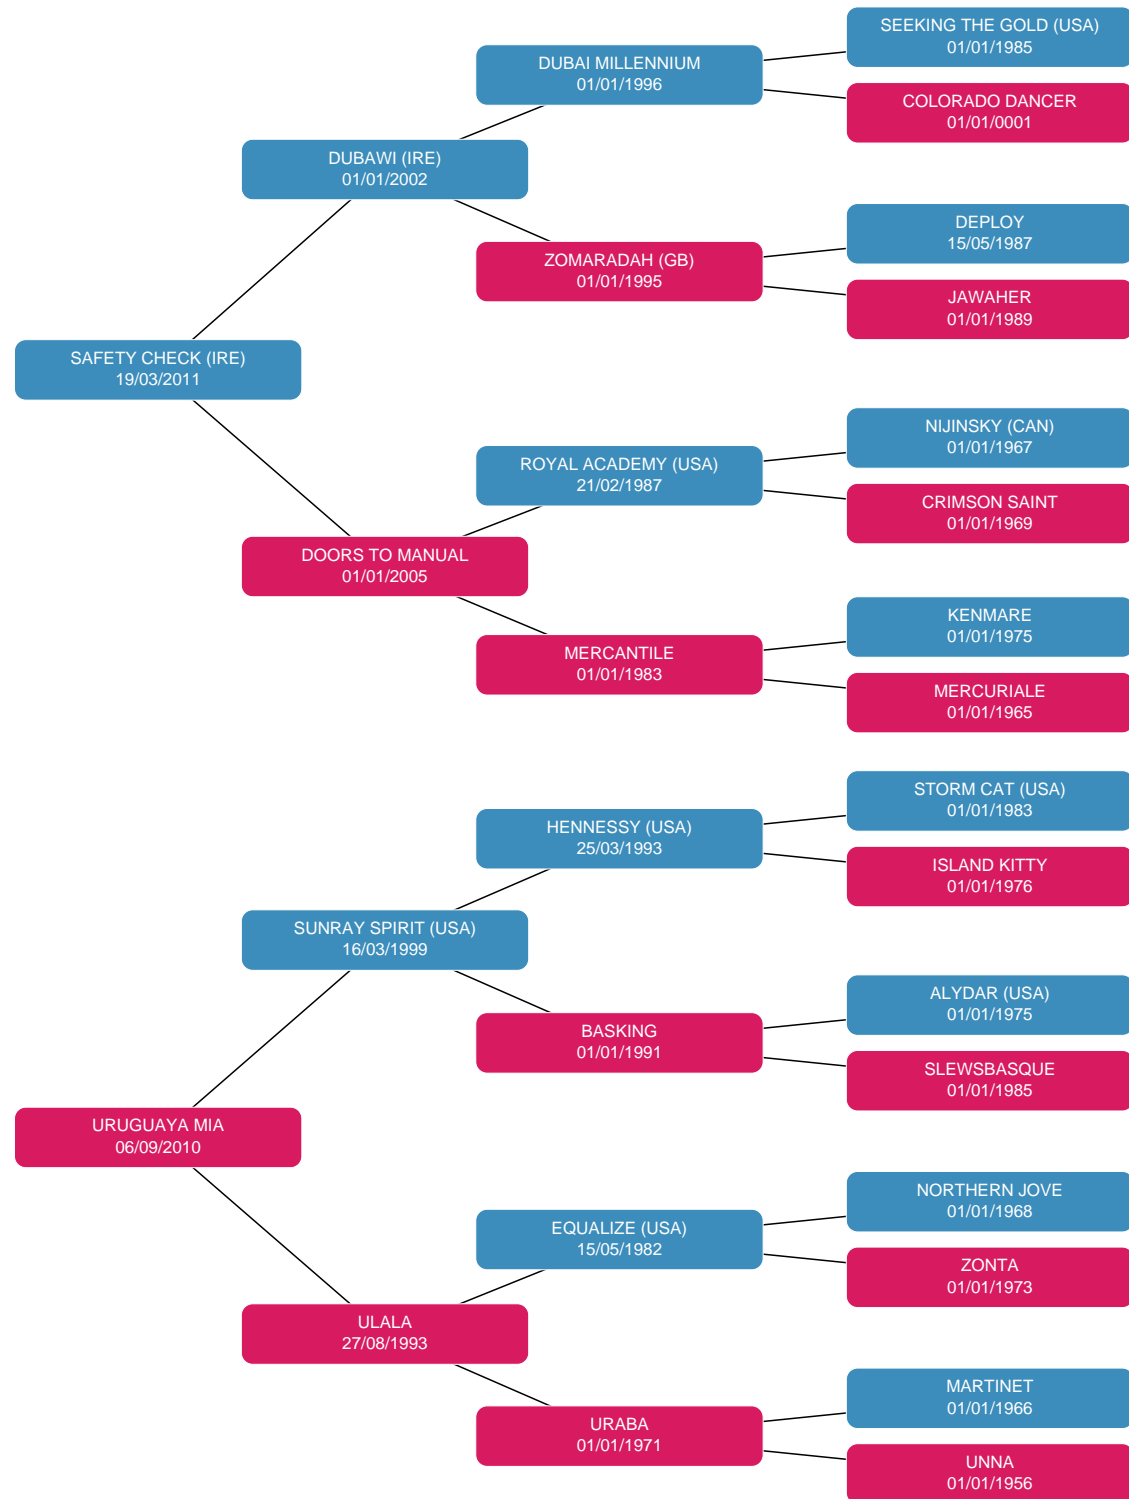 SEEKING THE GOLD (USA)
01/01/1985
DUBAI MILLENNIUM
01/01/1996
COLORADO DANCER
01/01/0001
DUBAWI (IRE)
01/01/2002
DEPLOY
15/05/1987
ZOMARADAH (GB)
01/01/1995
JAWAHER
01/01/1989
SAFETY CHECK (IRE)
19/03/2011
NIJINSKY (CAN)
01/01/1967
ROYAL ACADEMY (USA)
21/02/1987
CRIMSON SAINT
01/01/1969
DOORS TO MANUAL
01/01/2005
KENMARE
01/01/1975
MERCANTILE
01/01/1983
MERCURIALE
01/01/1965
STORM CAT (USA)
01/01/1983
HENNESSY (USA)
25/03/1993
ISLAND KITTY
01/01/1976
SUNRAY SPIRIT (USA)
16/03/1999
ALYDAR (USA)
01/01/1975
BASKING
01/01/1991
SLEWSBASQUE
01/01/1985
URUGUAYA MIA
06/09/2010
NORTHERN JOVE
01/01/1968
EQUALIZE (USA)
15/05/1982
ZONTA
01/01/1973
ULALA
27/08/1993
MARTINET
01/01/1966
URABA
01/01/1971
UNNA
01/01/1956